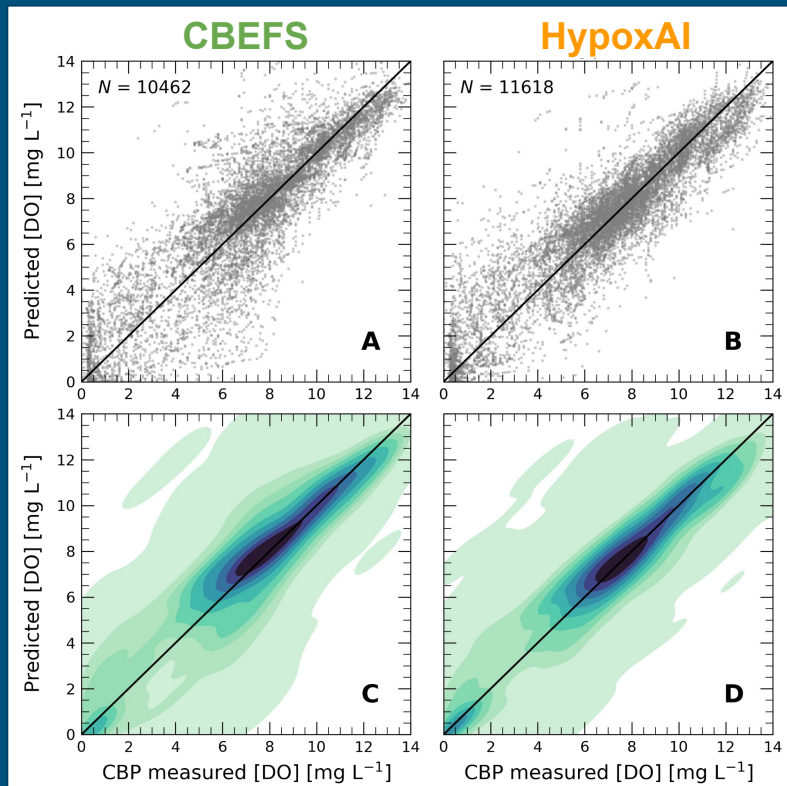 CBEFS
HypoxAI
14
12
10
8
6
4
2
0
Predicted [DO] [mg L⁻¹]
N = 10462
A
0 2 4 6 8 10 12 14
N = 11618
B
0 2 4 6 8 10 12 14
14
12
10
8
6
4
2
0
Predicted [DO] [mg L⁻¹]
C
0 2 4 6 8 10 12 14
CBP measured [DO] [mg L⁻¹]
D
0 2 4 6 8 10 12 14
CBP measured [DO] [mg L⁻¹]